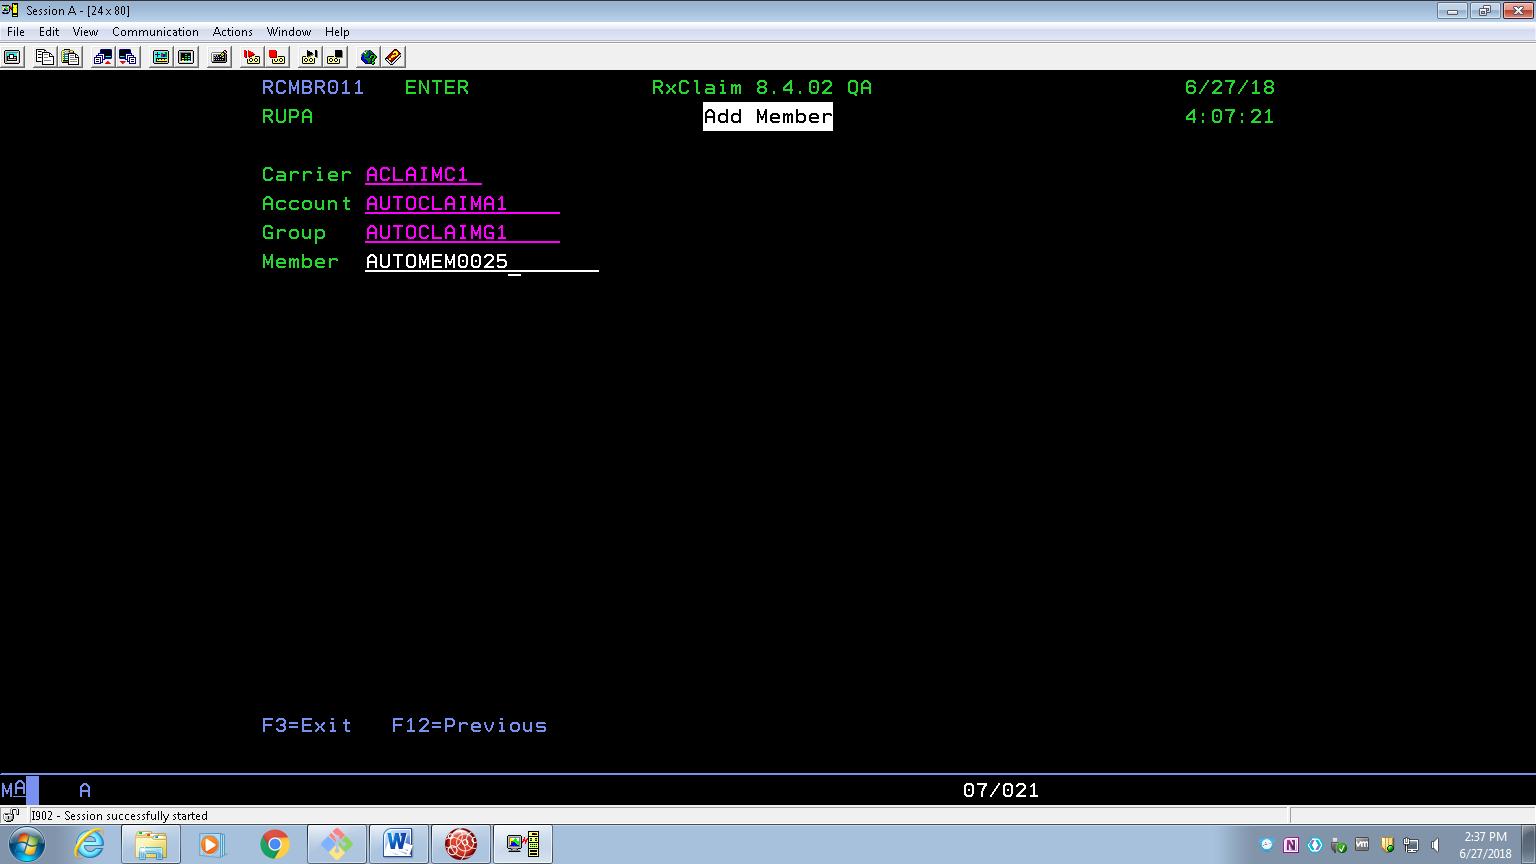 Session A - [24 x 80]
File Edit View Communication Actions Window Help
RCMBR011 ENTER RxClaim 8.4.02 QA 6/27/18
RUPA Add Member 4:07:21
Carrier ACLAIMC1
Account AUTOCLAIMA1
Group AUTOCLAIMG1
Member AUTOMEM0025
F3=Exit F12=Previous
MA A 07/021
I902 - Session successfully started
2:37 PM
6/27/2018